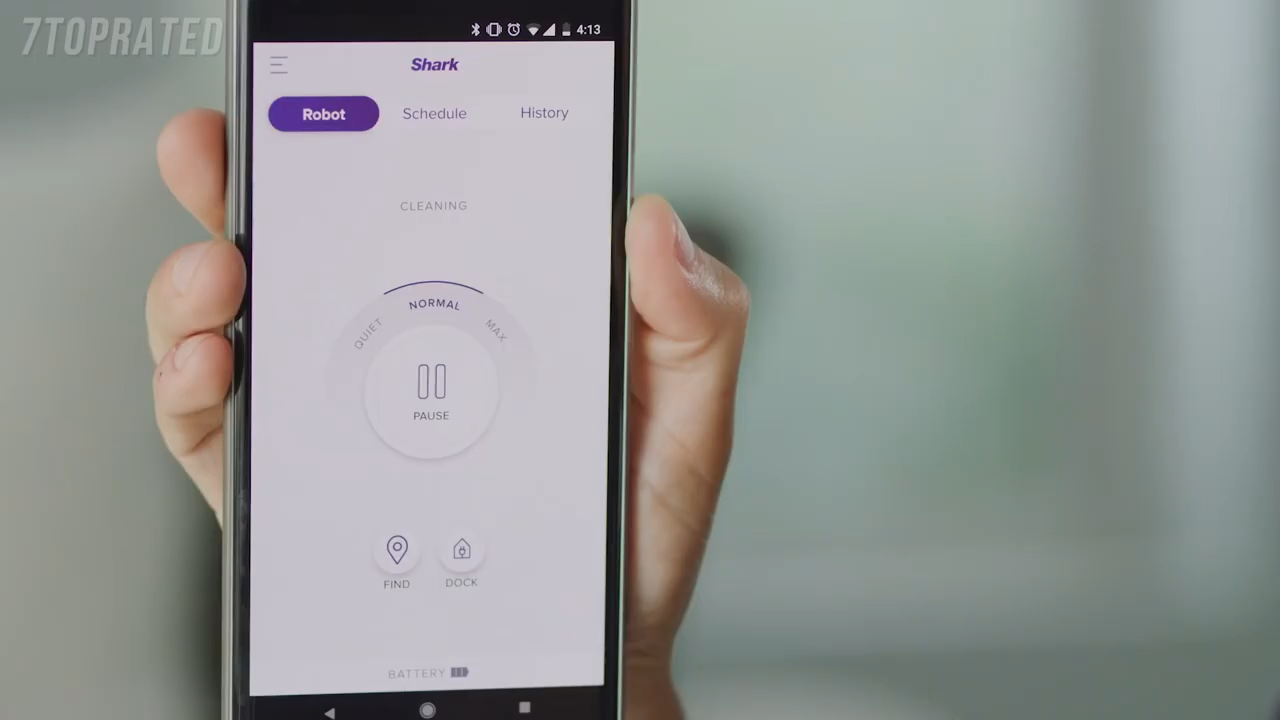 7TOPRATED
4:13
Shark
Robot Schedule History
CLEANING
QUIET NORMAL MAX
PAUSE
FIND DOCK
BATTERY